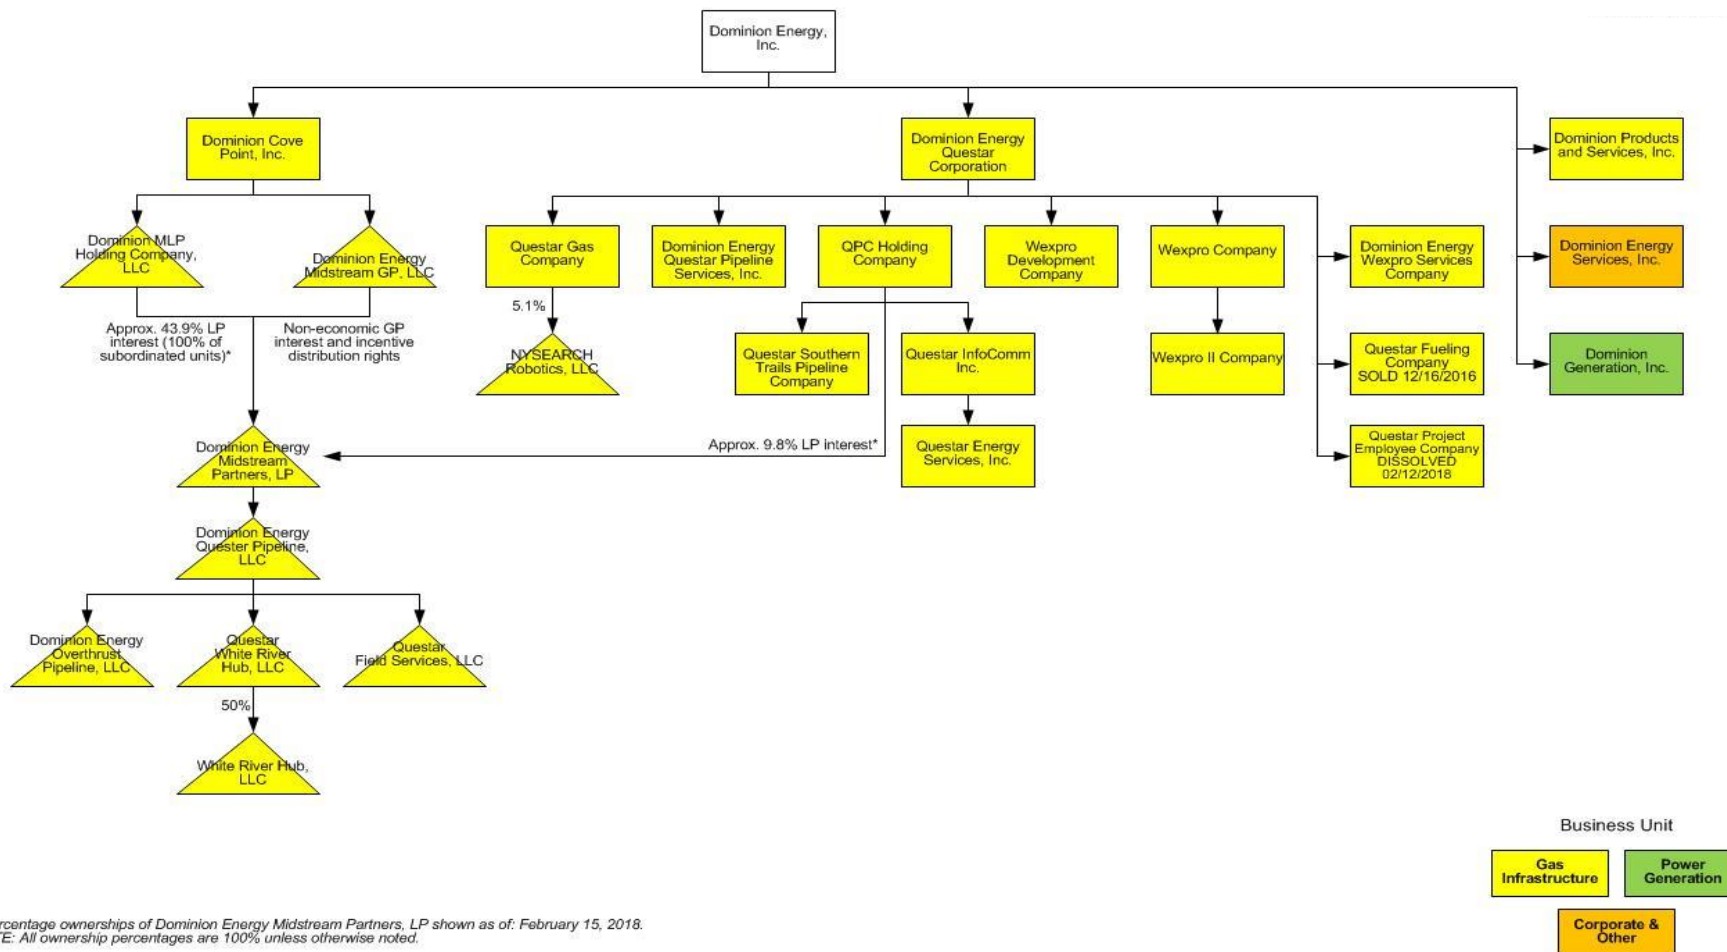 Dominion Energy,
Inc.
Dominion Cove
Point, Inc.
Dominion Energy
Questar
Corporation
Dominion Products
and Services, Inc.
Dominion MLP
Holding Company,
LLC
Dominion Energy
Midstream GP, LLC
Questar Gas
Company
Dominion Energy
Questar Pipeline
Services, Inc.
QPC Holding
Company
Wexpro
Development
Company
Wexpro Company
Dominion Energy
Wexpro Services
Company
Dominion Energy
Services, Inc.
Approx. 43.9% LP
interest (100% of
subordinated units)*
Non-economic GP
interest and incentive
distribution rights
5.1%
NYSEARCH
Robotics, LLC
Questar Southern
Trails Pipeline
Company
Questar InfoComm
Inc.
Wexpro II Company
Questar Fueling
Company
SOLD 12/16/2016
Dominion
Generation, Inc.
Dominion Energy
Midstream
Partners, LP
Approx. 9.8% LP interest*
Questar Energy
Services, Inc.
Questar Project
Employee Company
DISSOLVED
02/12/2018
Dominion Energy
Quester Pipeline,
LLC
Dominion Energy
Overthrust
Pipeline, LLC
Questar
White River
Hub, LLC
Questar
Field Services, LLC
50%
White River Hub,
LLC
Business Unit
Gas
Infrastructure
Power
Generation
Corporate &
Other
rcentage ownerships of Dominion Energy Midstream Partners, LP shown as of: February 15, 2018.
TE: All ownership percentages are 100% unless otherwise noted.